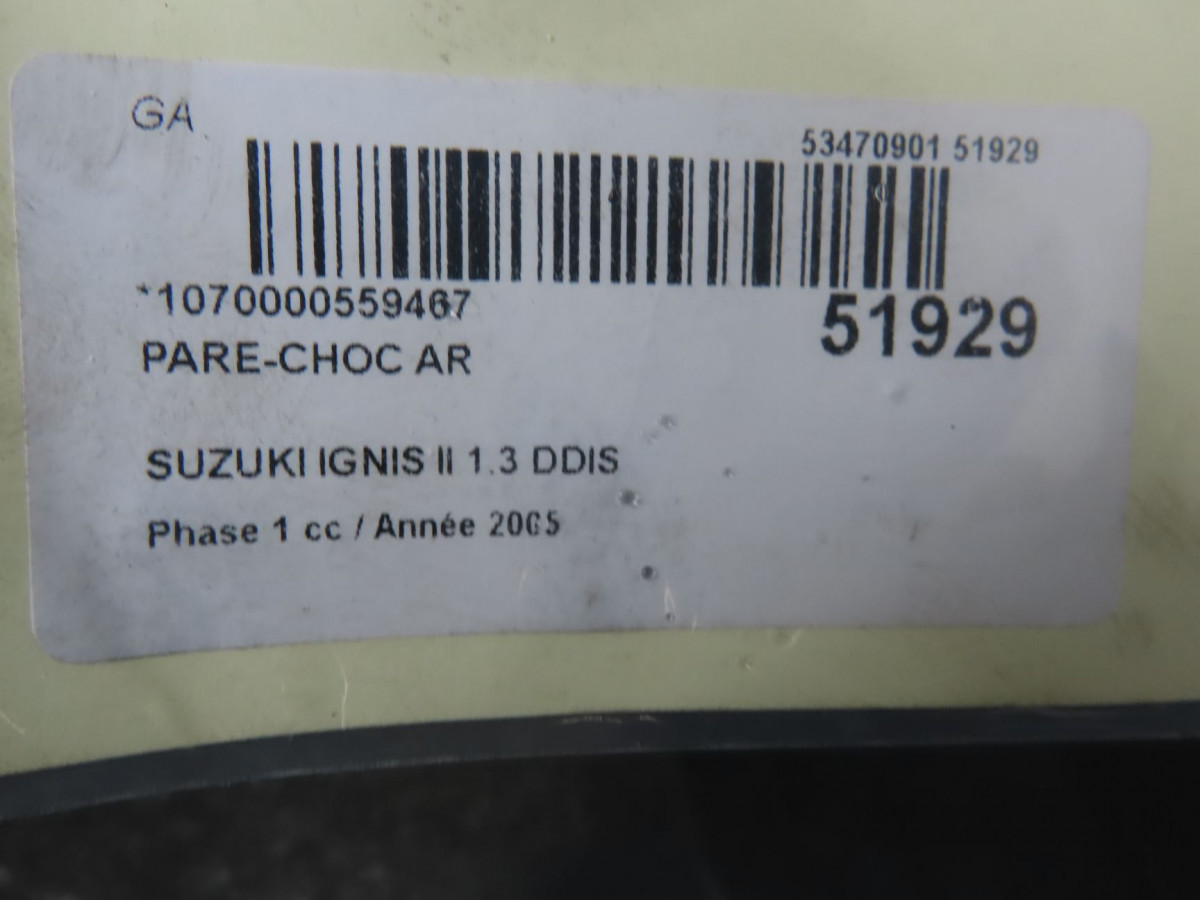 GA
53470901 51929
*1070000559467
51929
PARE-CHOC AR
SUZUKI IGNIS II 1.3 DDIS
Phase 1 cc / Année 2005